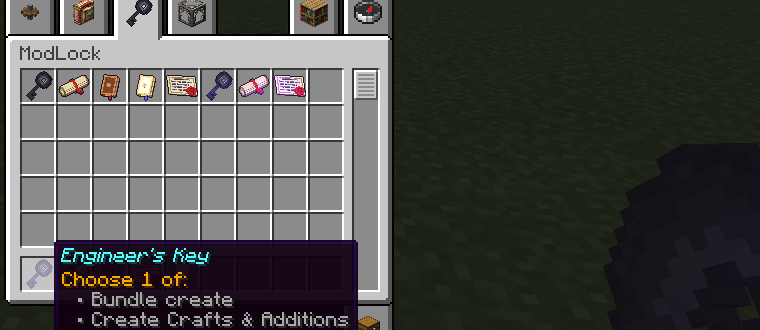 ModLock
Engineer's Key
Choose 1 of:
• Bundle create
• Create Crafts & Additions